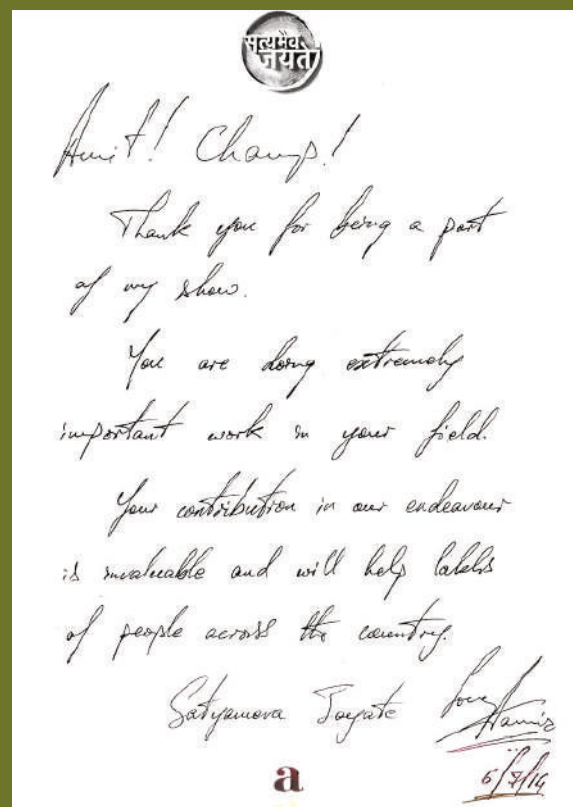 सत्यमेव
जयते
Amit! Champ!
Thank you for being a part
of my show.
You are doing extremely
important work in your field.
Your contribution in our endeavour
is invaluable and will help lakhs
of people across the country.
Satyameva Jayate Love
Aamir
6/7/14
a